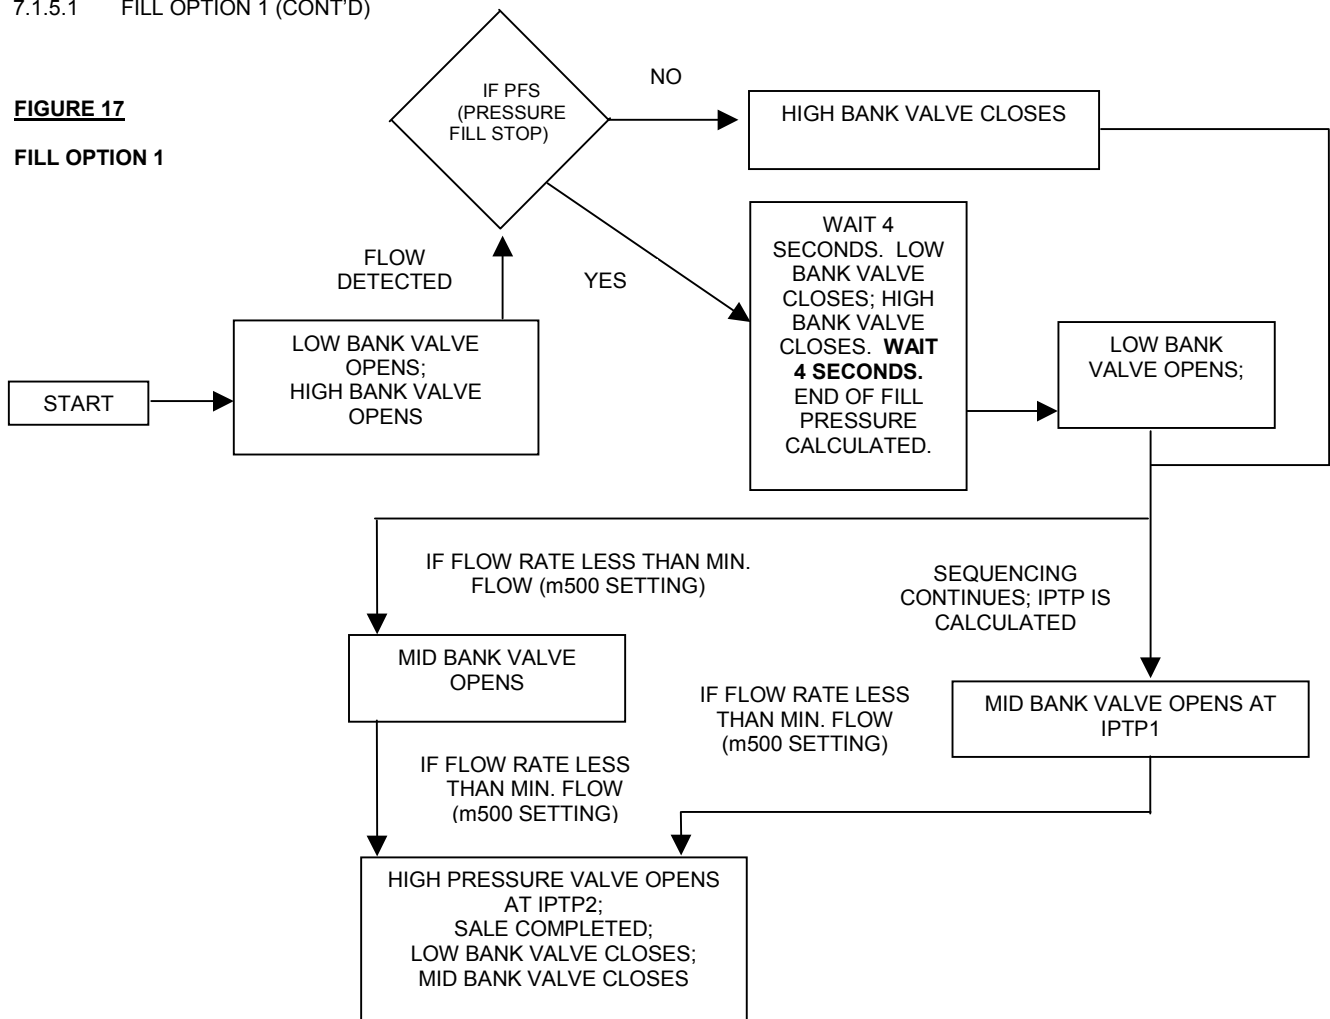 7.1.5.1 FILL OPTION 1 (CONT'D)
FIGURE 17
FILL OPTION 1
IF PFS
(PRESSURE
FILL STOP)
NO
HIGH BANK VALVE CLOSES
FLOW
DETECTED
YES
WAIT 4
SECONDS. LOW
BANK VALVE
CLOSES; HIGH
BANK VALVE
CLOSES. WAIT
4 SECONDS.
END OF FILL
PRESSURE
CALCULATED.
START
LOW BANK VALVE
OPENS;
HIGH BANK VALVE
OPENS
LOW BANK
VALVE OPENS;
IF FLOW RATE LESS THAN MIN.
FLOW (m500 SETTING)
SEQUENCING
CONTINUES; IPTP IS
CALCULATED
MID BANK VALVE
OPENS
IF FLOW RATE LESS
THAN MIN. FLOW
(m500 SETTING)
MID BANK VALVE OPENS AT
IPTP1
IF FLOW RATE LESS
THAN MIN. FLOW
(m500 SETTING)
HIGH PRESSURE VALVE OPENS
AT IPTP2;
SALE COMPLETED;
LOW BANK VALVE CLOSES;
MID BANK VALVE CLOSES